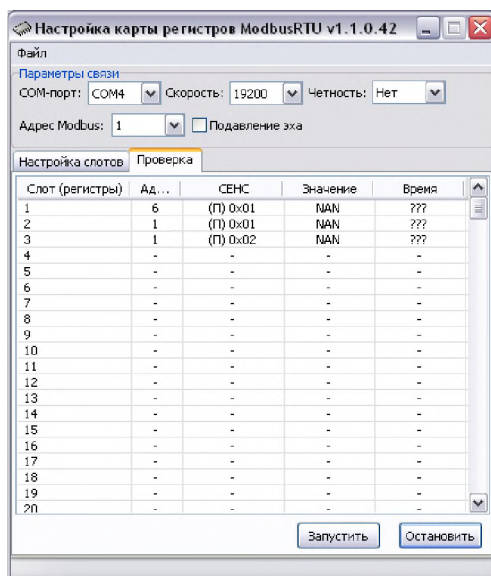 Настройка карты регистров ModbusRTU v1.1.0.42
Файл
Параметры связи
COM-порт: COM4 Скорость: 19200 Четность: Нет
Адрес Modbus: 1 Подавление эха
Настройка слотов Проверка
Слот (регистры) Ад... СЕНС Значение Время
1 6 (П) 0x01 NAN ???
2 1 (П) 0x01 NAN ???
3 1 (П) 0x02 NAN ???
4 - - - -
5 - - - -
6 - - - -
7 - - - -
8 - - - -
9 - - - -
10 - - - -
11 - - - -
12 - - - -
13 - - - -
14 - - - -
15 - - - -
16 - - - -
17 - - - -
18 - - - -
19 - - - -
20 - - - -
Запустить Остановить